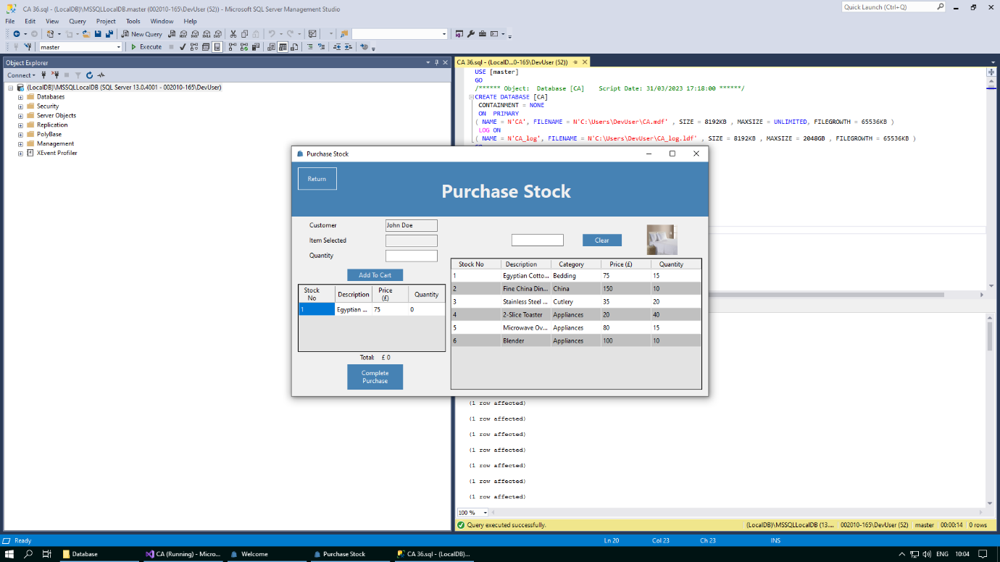 CA 36.sql - (LocalDB)\MSSQLLocalDB.master (002010-165\DevUser (52)) - Microsoft SQL Server Management Studio
Quick Launch (Ctrl+Q)
File Edit View Query Project Tools Window Help
New Query
master Execute
Object Explorer
Connect
(LocalDB)\MSSQLLocalDB (SQL Server 13.0.4001 - 002010-165\DevUser)
Databases
Security
Server Objects
Replication
PolyBase
Management
XEvent Profiler
CA 36.sql - (LocalD...0-165\DevUser (52))
USE [master]
GO
/****** Object:  Database [CA]    Script Date: 31/03/2023 17:18:00 ******/
CREATE DATABASE [CA]
CONTAINMENT = NONE
ON  PRIMARY
( NAME = N'CA', FILENAME = N'C:\Users\DevUser\CA.mdf' , SIZE = 8192KB , MAXSIZE = UNLIMITED, FILEGROWTH = 65536KB )
LOG ON
( NAME = N'CA_log', FILENAME = N'C:\Users\DevUser\CA_log.ldf' , SIZE = 8192KB , MAXSIZE = 2048GB , FILEGROWTH = 65536KB )
Purchase Stock
Return
Purchase Stock
Customer John Doe
Item Selected
Quantity
Clear
Add To Cart
Stock No Description Price (£) Quantity
1 Egyptian ... 75 0
Total: £ 0
Complete
Purchase
Stock No Description Category Price (£) Quantity
1 Egyptian Cotto... Bedding 75 15
2 Fine China Din... China 150 10
3 Stainless Steel ... Cutlery 35 20
4 2-Slice Toaster Appliances 20 40
5 Microwave Ov... Appliances 80 15
6 Blender Appliances 100 10
(1 row affected)
(1 row affected)
(1 row affected)
(1 row affected)
(1 row affected)
(1 row affected)
(1 row affected)
100 %
Query executed successfully. (LocalDB)\MSSQLLocalDB (13.... 002010-165\DevUser (52) master 00:00:14 0 rows
Ready Ln 20 Col 23 Ch 23 INS
Database CA (Running) - Micro... Welcome Purchase Stock CA 36.sql - (LocalDB)... ENG 10:04